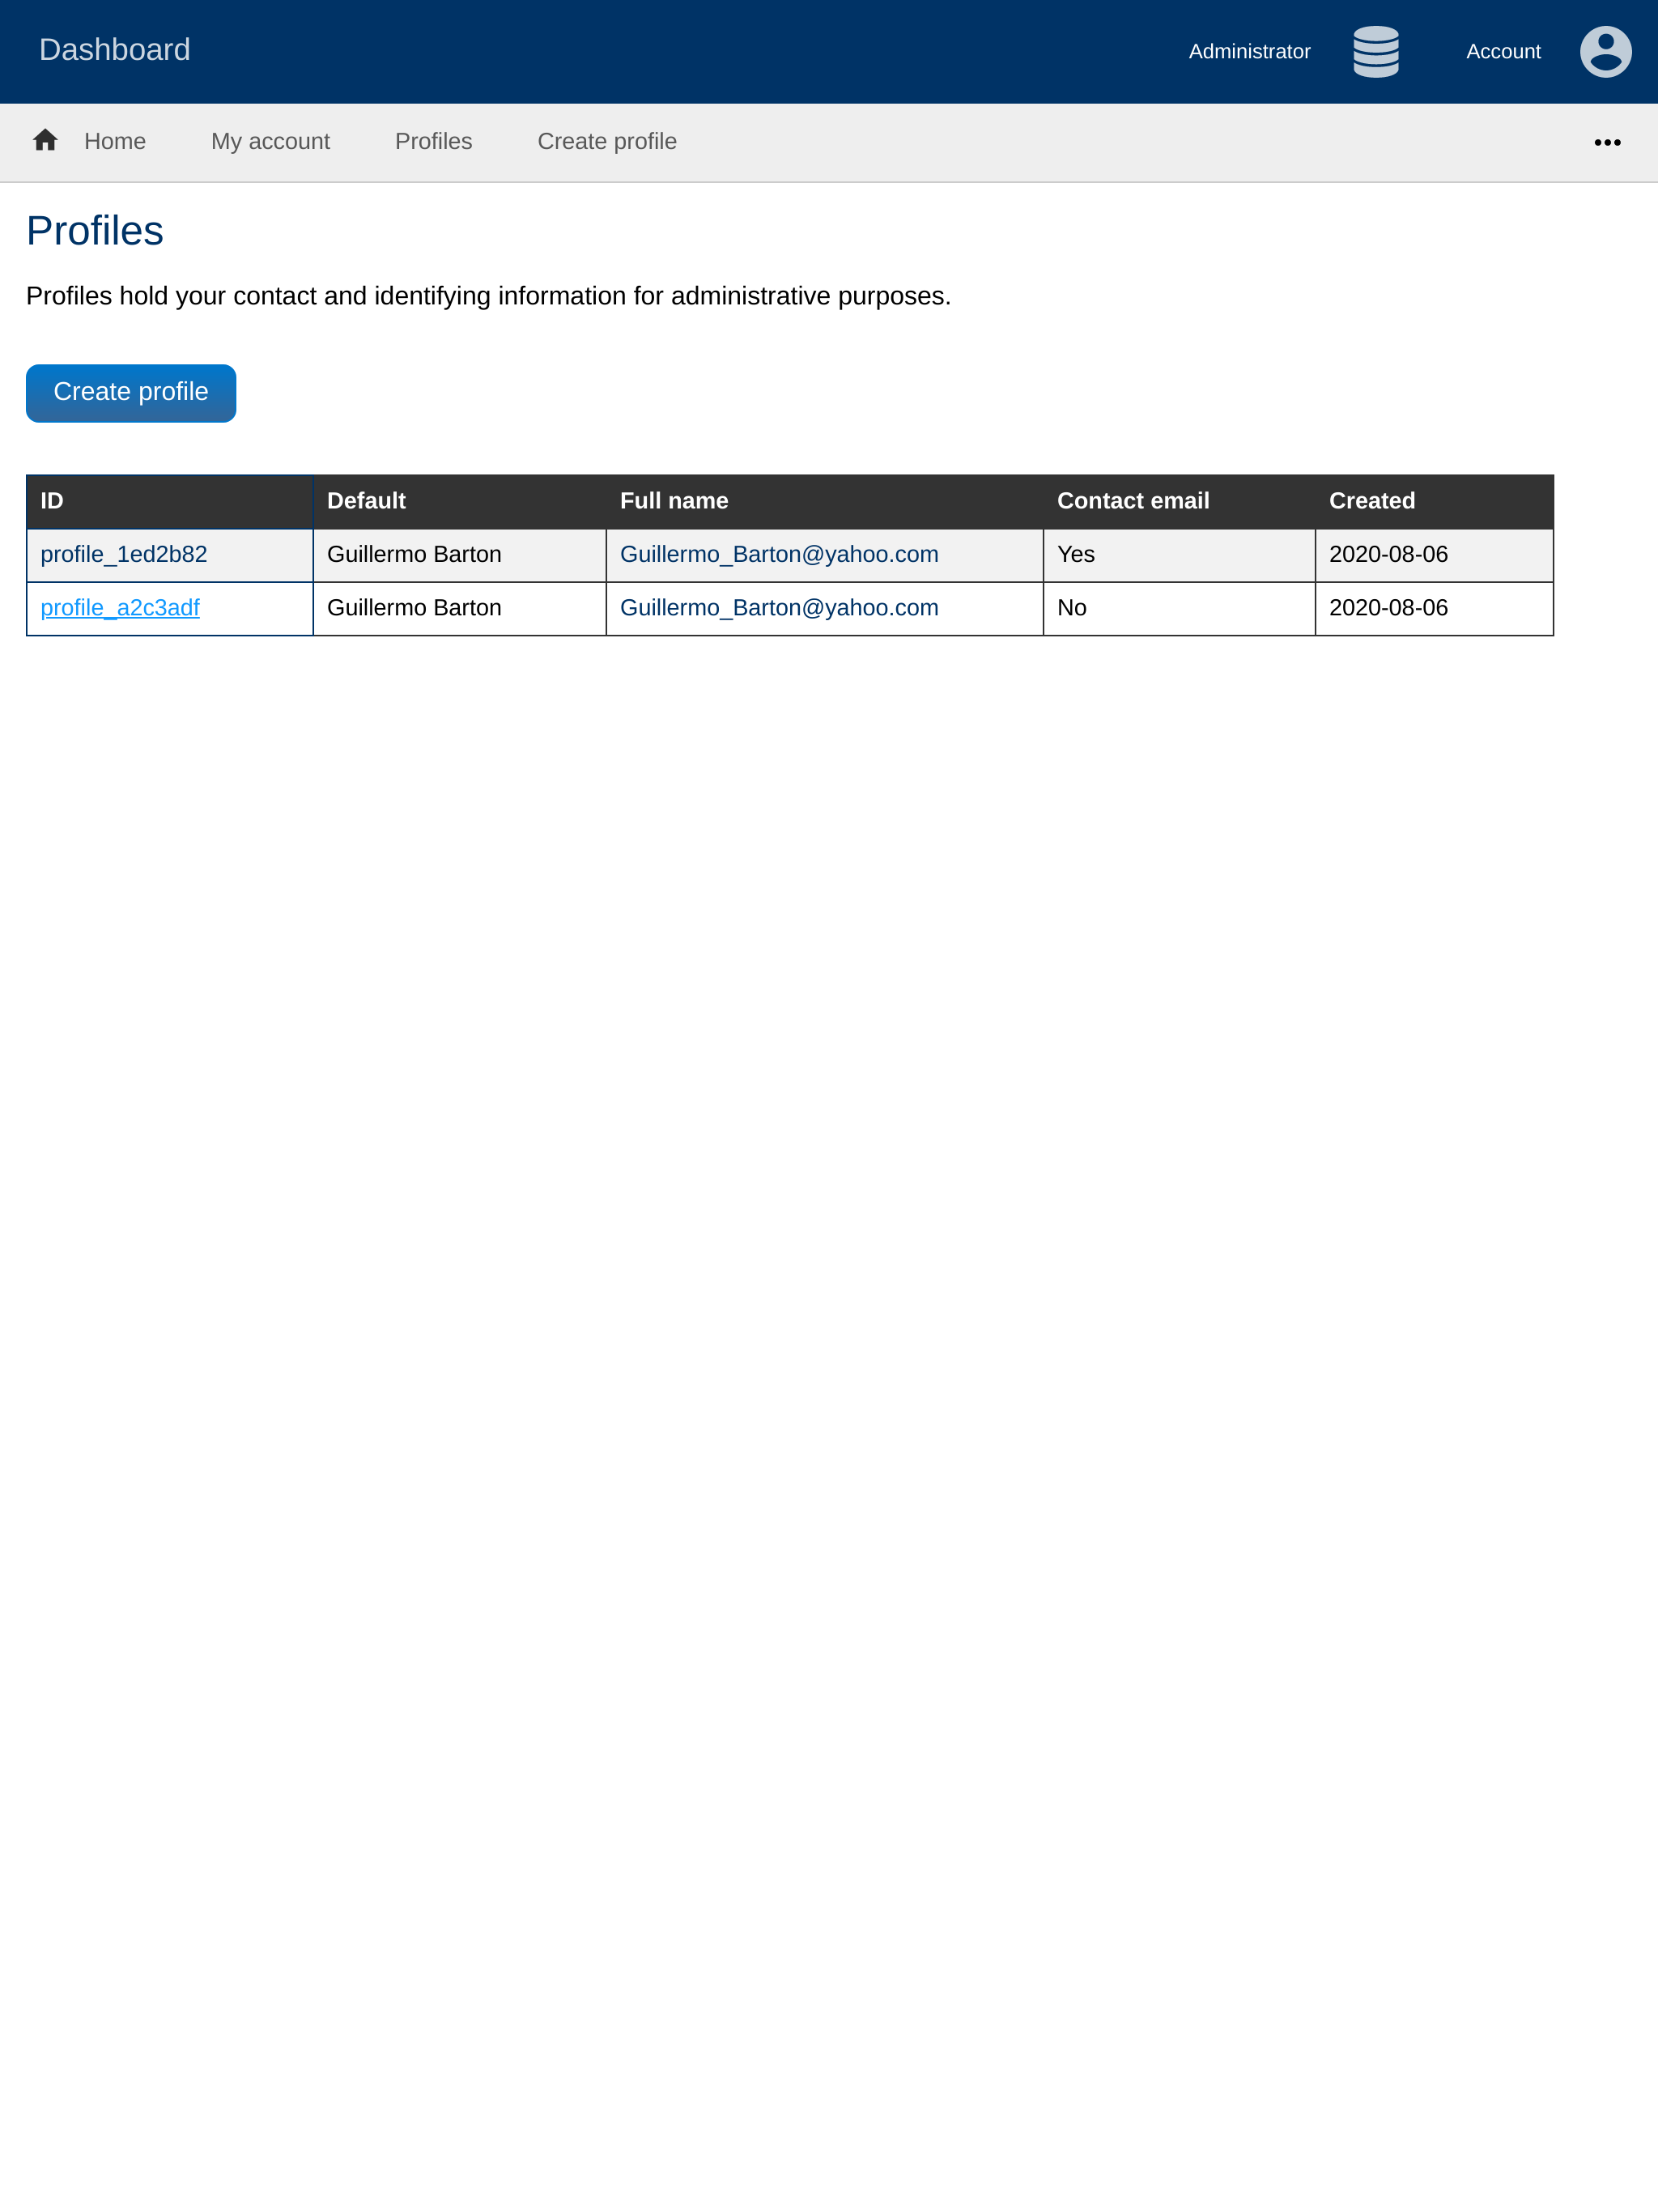 Dashboard Administrator Account
Home My account Profiles Create profile
Profiles
Profiles hold your contact and identifying information for administrative purposes.
Create profile
ID Default Full name Contact email Created
profile_1ed2b82 Guillermo Barton Guillermo_Barton@yahoo.com Yes 2020-08-06
profile_a2c3adf Guillermo Barton Guillermo_Barton@yahoo.com No 2020-08-06